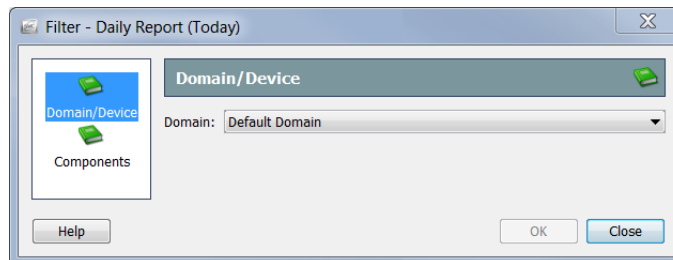 Filter - Daily Report (Today)
Domain/Device
Domain/Device
Domain: Default Domain
Components
Help
OK
Close